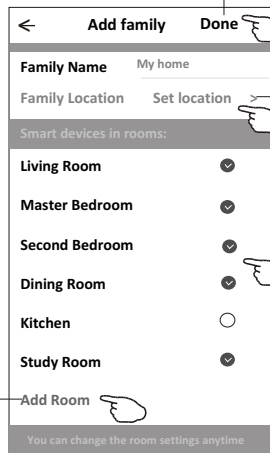 Add family Done
Family Name My home
Family Location Set location >
Smart devices in rooms:
Living Room
Master Bedroom
Second Bedroom
Dining Room
Kitchen
Study Room
Add Room
You can change the room settings anytime